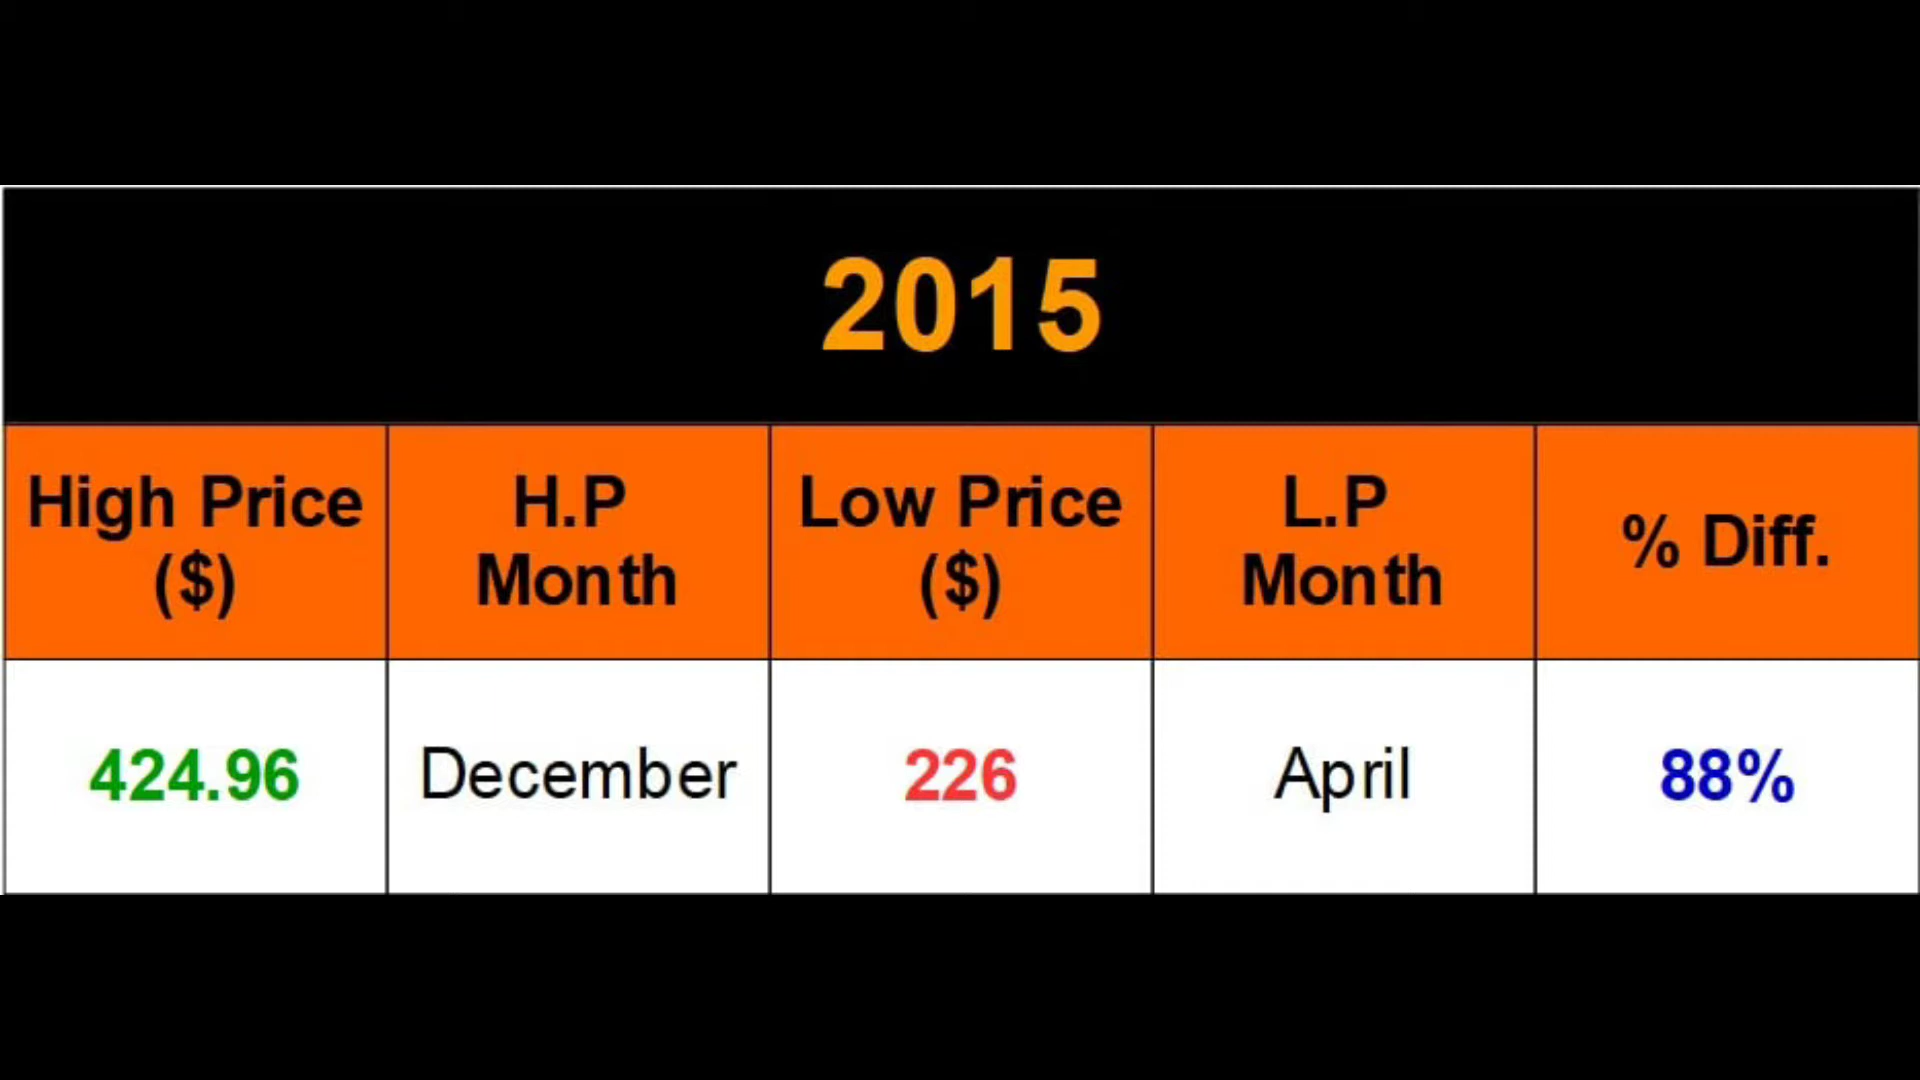 2015
High Price
($)
H.P
Month
Low Price
($)
L.P
Month
% Diff.
424.96
December
226
April
88%